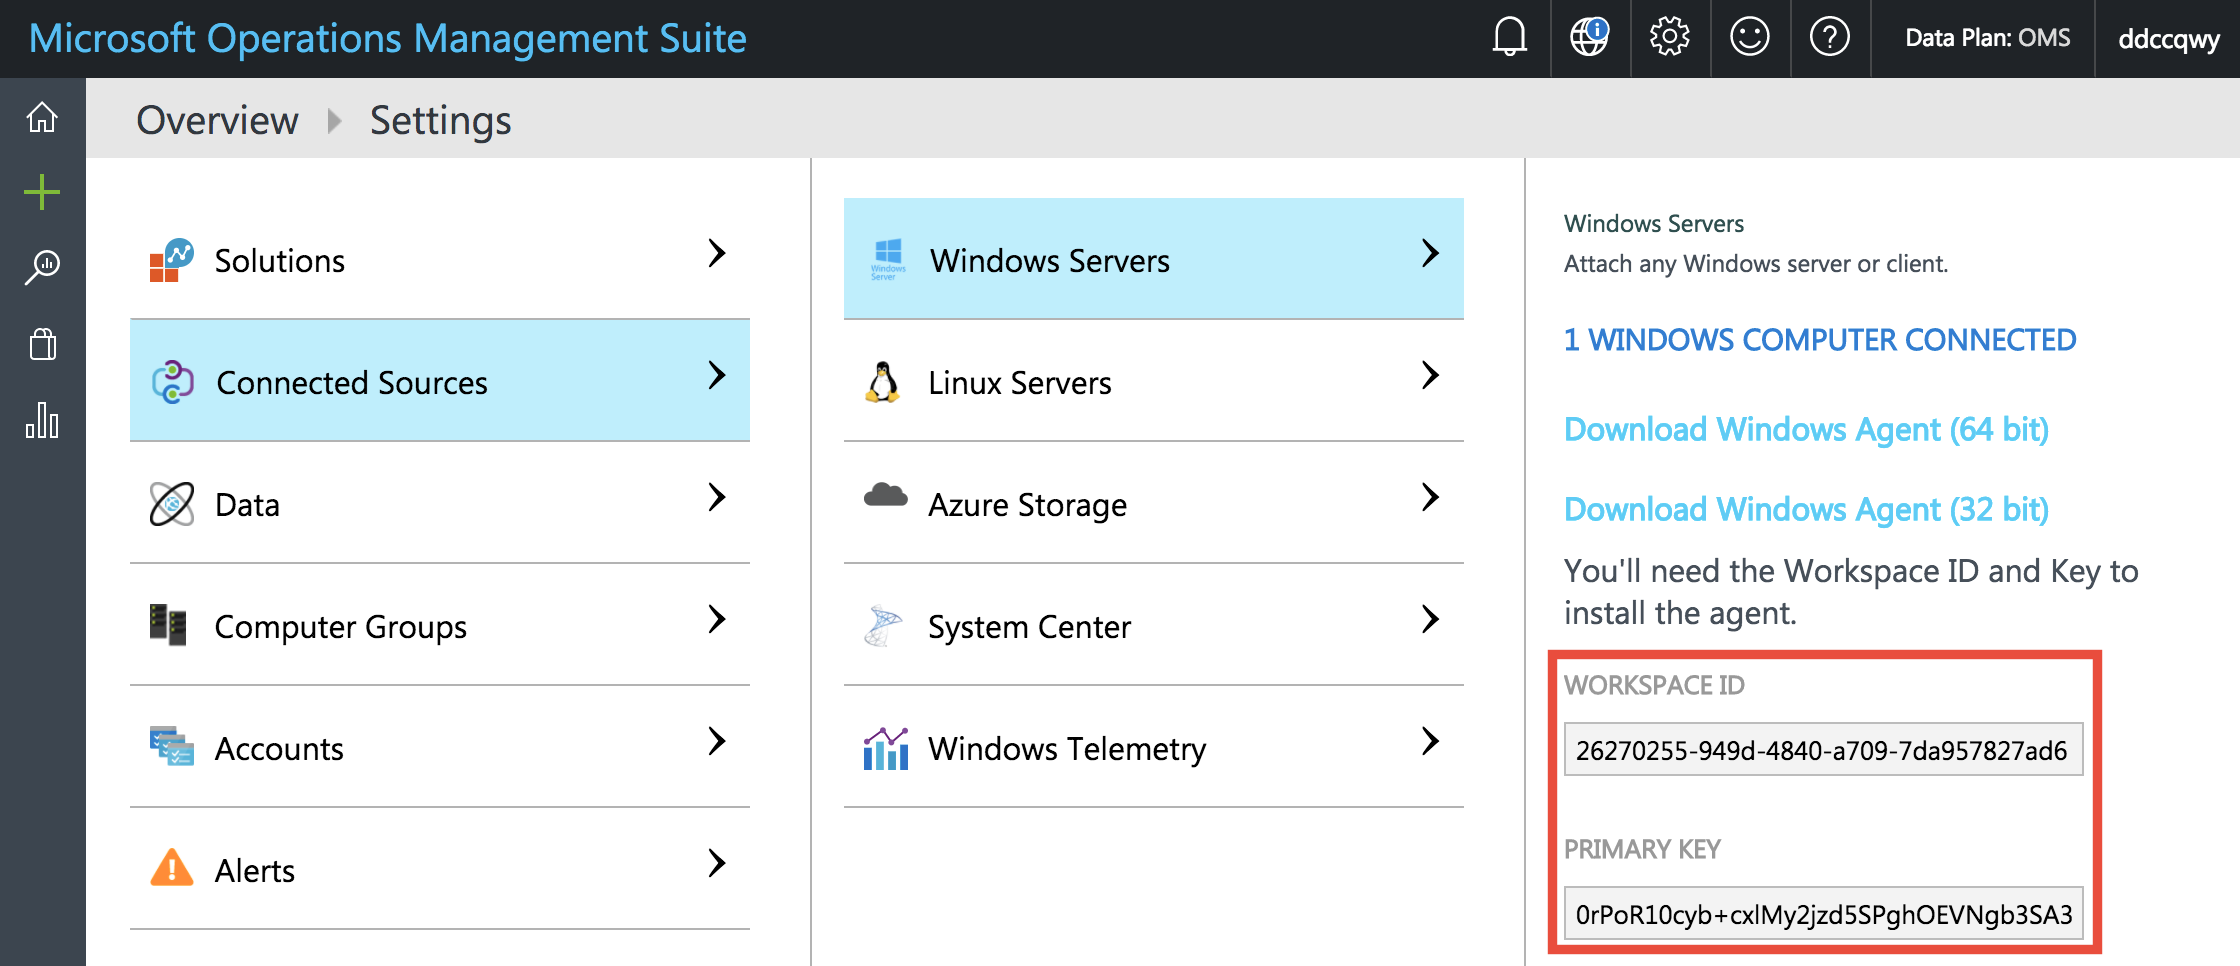 Microsoft Operations Management Suite
Data Plan: OMS
ddccqwy
Overview
Settings
Solutions
Connected Sources
Data
Computer Groups
Accounts
Alerts
Windows Server
Windows Servers
Linux Servers
Azure Storage
System Center
Windows Telemetry
Windows Servers
Attach any Windows server or client.
1 WINDOWS COMPUTER CONNECTED
Download Windows Agent (64 bit)
Download Windows Agent (32 bit)
You'll need the Workspace ID and Key to
install the agent.
WORKSPACE ID
26270255-949d-4840-a709-7da957827ad6
PRIMARY KEY
0rPoR10cyb+cxlMy2jzd5SPghOEVNgb3SA3